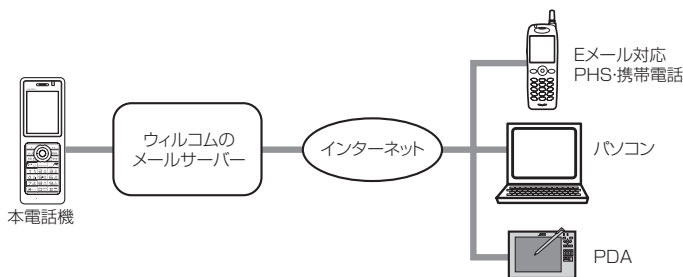 本電話機
ウィルコムの
メールサーバー
インターネット
Eメール対応
PHS・携帯電話
パソコン
PDA